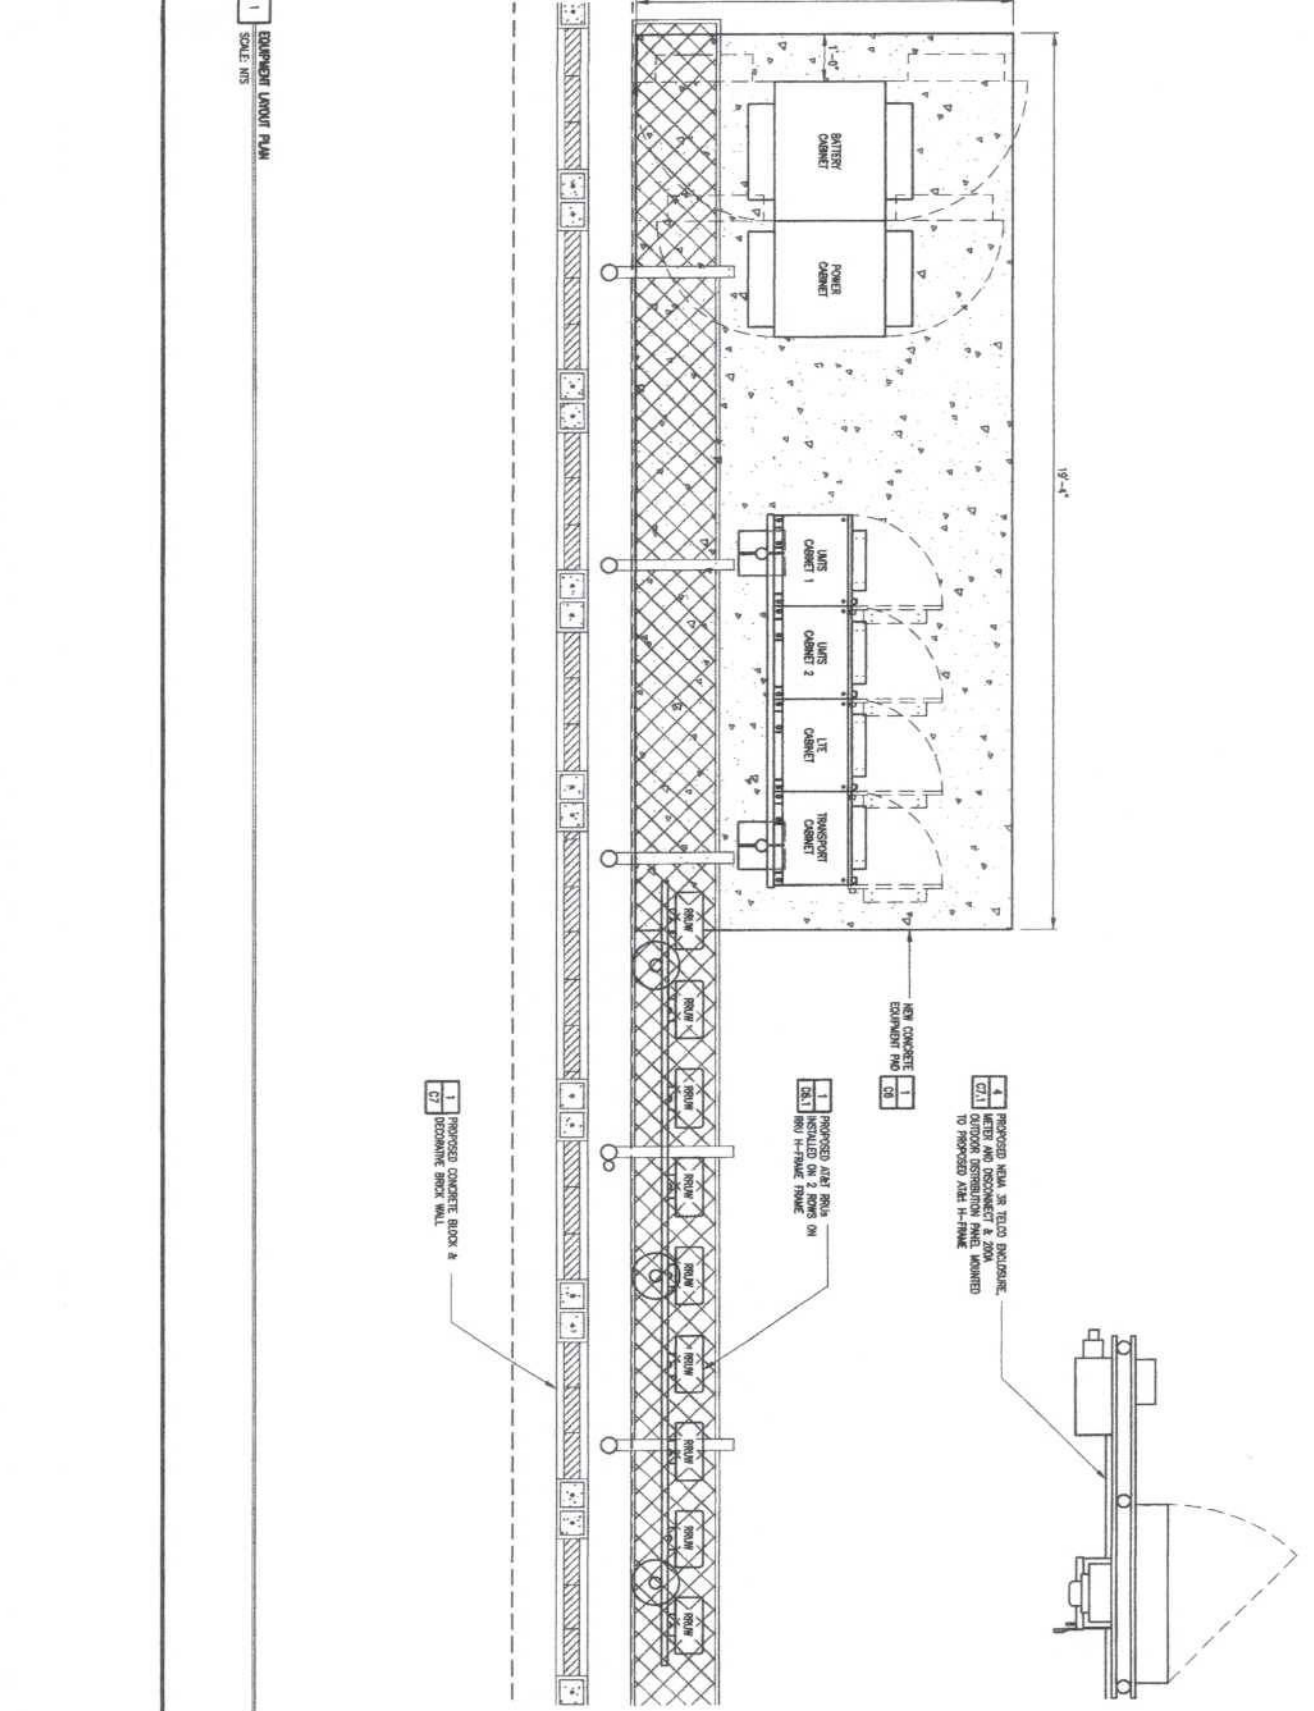 19'-4"
1'-0"
BATTERY
CABINET
POWER
CABINET
UMTS
CABINET 1
UMTS
CABINET 2
LTE
CABINET
TRANSPORT
CABINET
RRUW
RRUW
RRUW
RRUW
RRUW
RRUW
RRUW
RRUW
RRUW
4
C7.1
PROPOSED NEMA 3R TELCO ENCLOSURE,
METER AND DISCONNECT & 200A
OUTDOOR DISTRIBUTION PANEL MOUNTED
TO PROPOSED AT&T H-FRAME
NEW CONCRETE
EQUIPMENT PAD
1
C6
1
C6.1
PROPOSED AT&T RRUs
INSTALLED ON 2 ROWS ON
RRU H-FRAME FRAME
1
C7
PROPOSED CONCRETE BLOCK &
DECORATIVE BRICK WALL
1
EQUIPMENT LAYOUT PLAN
SCALE: NTS